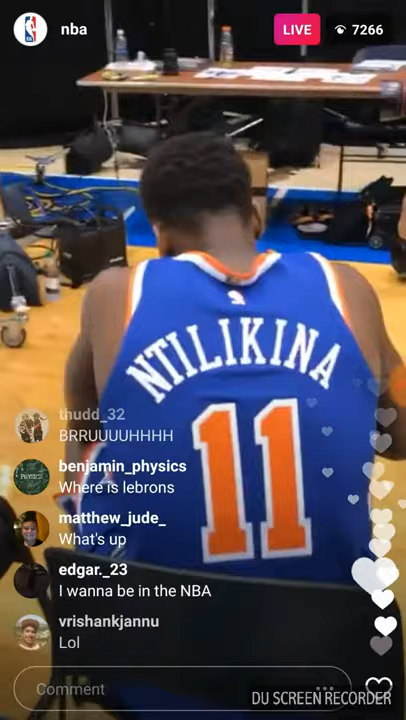 nba
LIVE
7266
NTILIKINA
11
thudd_32
BRRUUUUHHHH
benjamin_physics
Where is lebrons
matthew_jude_
What's up
edgar._23
I wanna be in the NBA
vrishankjannu
Lol
Comment
DU SCREEN RECORDER